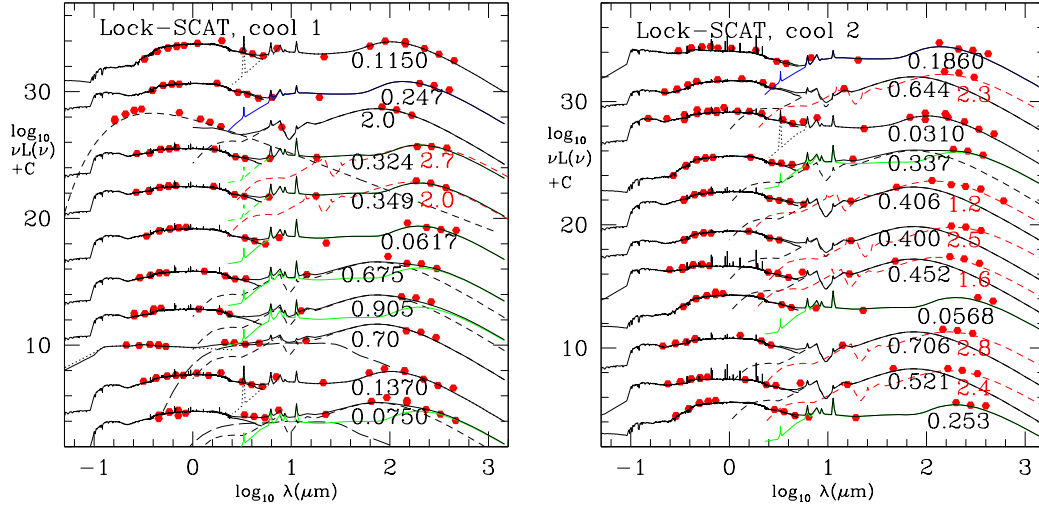 Lock-SCAT, cool 1
0.1150
30
0.247
log10
νL(ν)
+C
2.0
0.324 2.7
0.349 2.0
20
0.0617
0.675
0.905
10
0.70
0.1370
0.0750
-1 0 1 2 3
log10 λ(μm)
Lock-SCAT, cool 2
0.1860
0.644 2.3
30
0.0310
log10
νL(ν)
+C
0.337
0.406 1.2
20
0.400 2.5
0.452 1.6
0.0568
10
0.706 2.8
0.521 2.4
0.253
-1 0 1 2 3
log10 λ(μm)